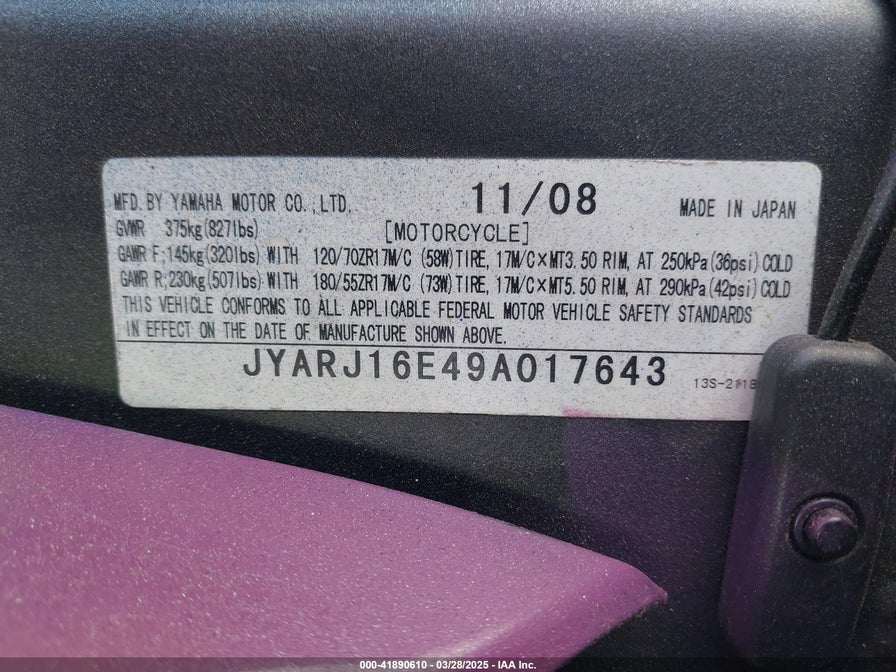 MFD. BY YAMAHA MOTOR CO.,LTD. 11/08 MADE IN JAPAN
GVWR 375kg(827lbs) [MOTORCYCLE]
GAWR F;145kg(320lbs) WITH 120/70ZR17M/C (58W)TIRE, 17M/C×MT3.50 RIM, AT 250kPa(36psi)COLD
GAWR R;230kg(507lbs)WITH 180/55ZR17M/C (73W)TIRE, 17M/C×MT5.50 RIM, AT 290kPa(42psi)COLD
THIS VEHICLE CONFORMS TO ALL APPLICABLE FEDERAL MOTOR VEHICLE SAFETY STANDARDS
IN EFFECT ON THE DATE OF MANUFACTURE SHOWN ABOVE.
JYARJ16E49A017643
000-41890610 - 03/28/2025 - IAA Inc.